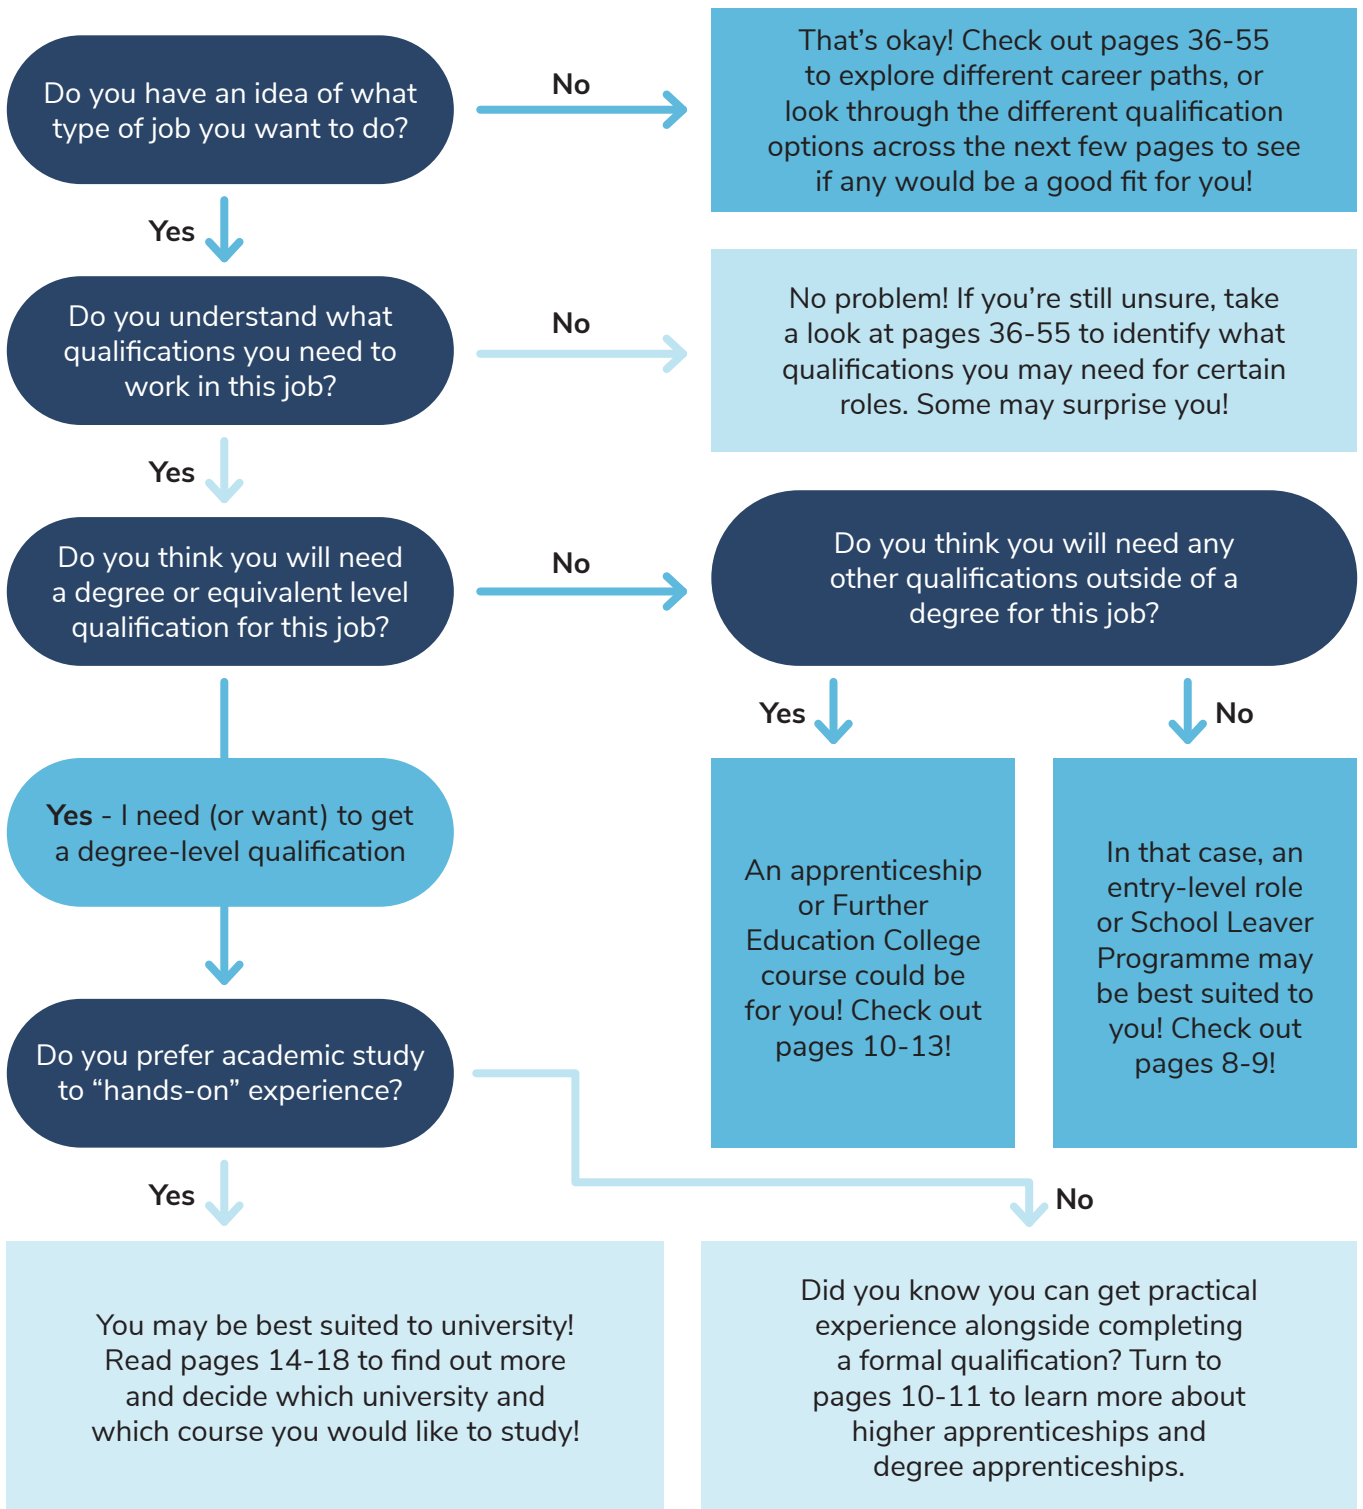 Do you have an idea of what
type of job you want to do?
No
That’s okay! Check out pages 36-55
to explore different career paths, or
look through the different qualification
options across the next few pages to see
if any would be a good fit for you!
Yes
Do you understand what
qualifications you need to
work in this job?
No
No problem! If you’re still unsure, take
a look at pages 36-55 to identify what
qualifications you may need for certain
roles. Some may surprise you!
Yes
Do you think you will need
a degree or equivalent level
qualification for this job?
No
Do you think you will need any
other qualifications outside of a
degree for this job?
Yes
An apprenticeship
or Further
Education College
course could be
for you! Check out
pages 10-13!
No
In that case, an
entry-level role
or School Leaver
Programme may
be best suited to
you! Check out
pages 8-9!
Yes - I need (or want) to get
a degree-level qualification
Do you prefer academic study
to “hands-on” experience?
Yes
You may be best suited to university!
Read pages 14-18 to find out more
and decide which university and
which course you would like to study!
No
Did you know you can get practical
experience alongside completing
a formal qualification? Turn to
pages 10-11 to learn more about
higher apprenticeships and
degree apprenticeships.